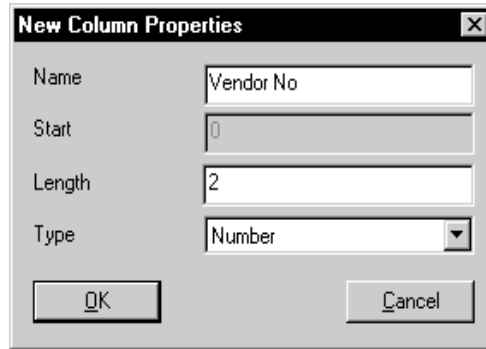 New Column Properties
Name Vendor No
Start 0
Length 2
Type Number
OK Cancel